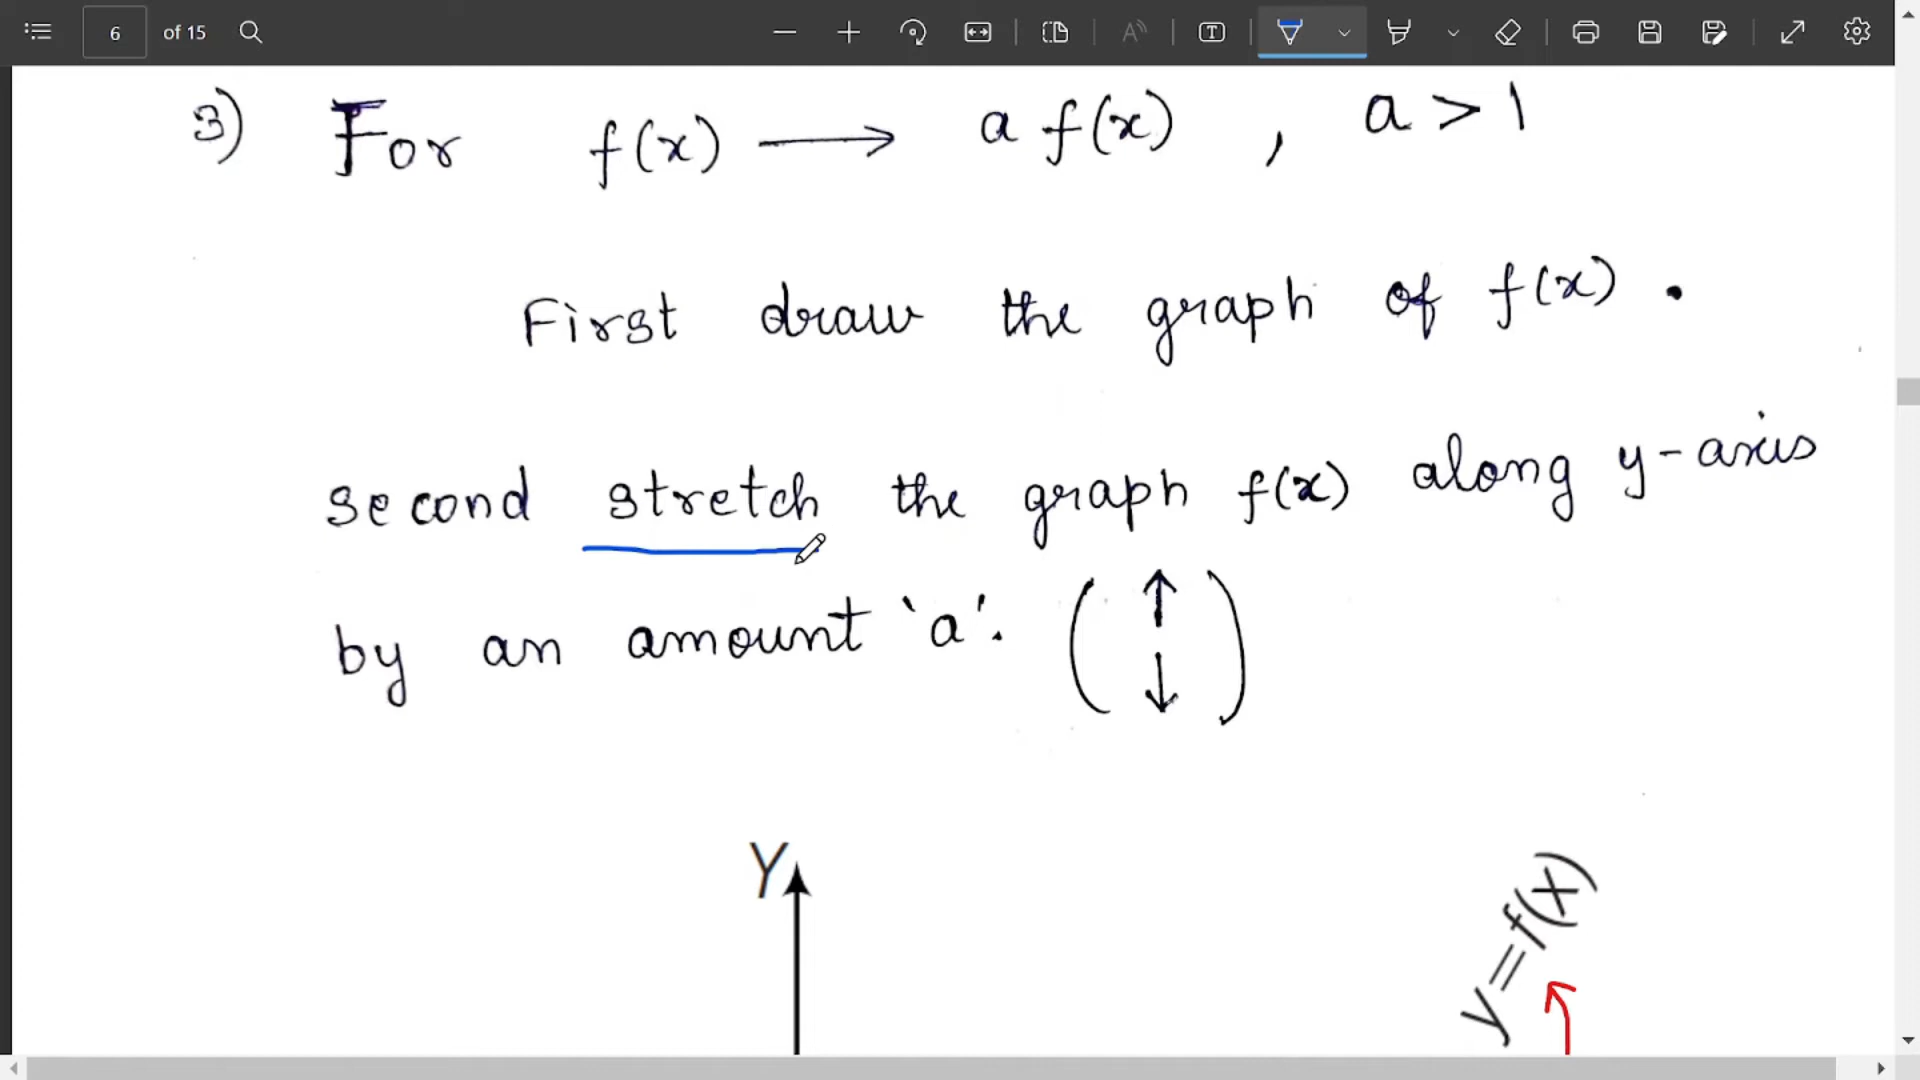 6 of 15
3) For f(x) ⟶ a f(x) , a > 1
First draw the graph of f(x) .
second stretch the graph f(x) along y-axis
by an amount 'a'. ( ↑ ↓ )
Y
y=f(x)